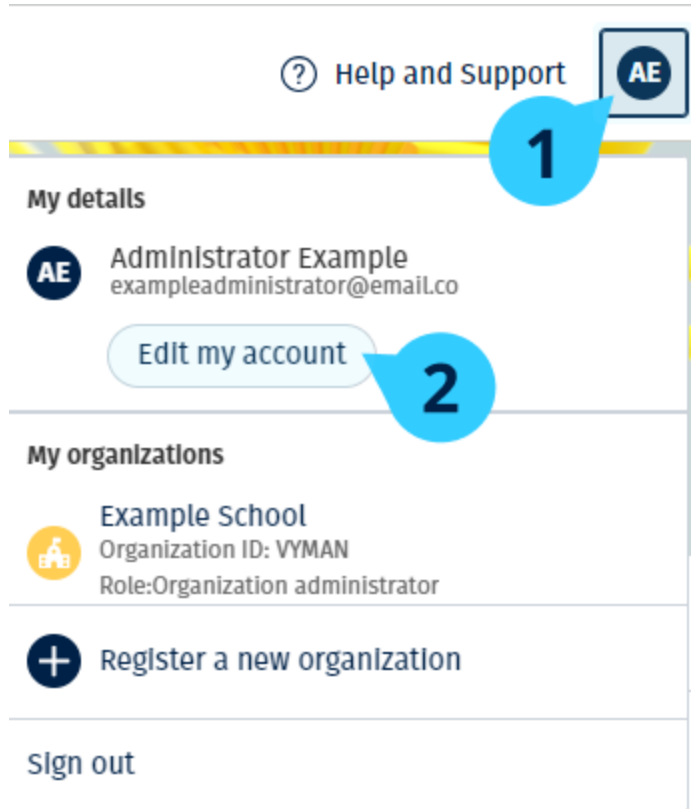 ? Help and Support AE
1
My details
AE Administrator Example
exampleadministrator@email.co
Edit my account
2
My organizations
Example School
Organization ID: VYMAN
Role:Organization administrator
Register a new organization
Sign out